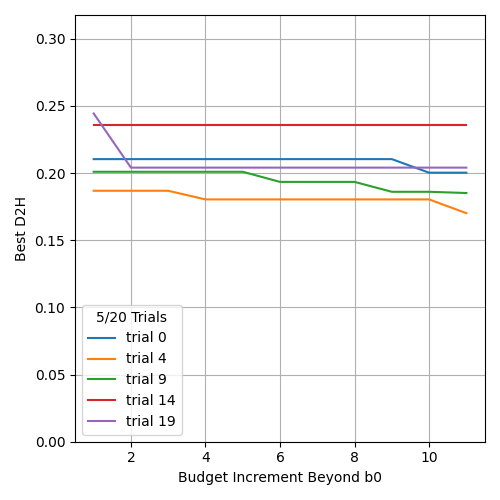 0.30
0.25
0.20
0.15
0.10
0.05
0.00
Best D2H
5/20 Trials
trial 0
trial 4
trial 9
trial 14
trial 19
2 4 6 8 10
Budget Increment Beyond b0